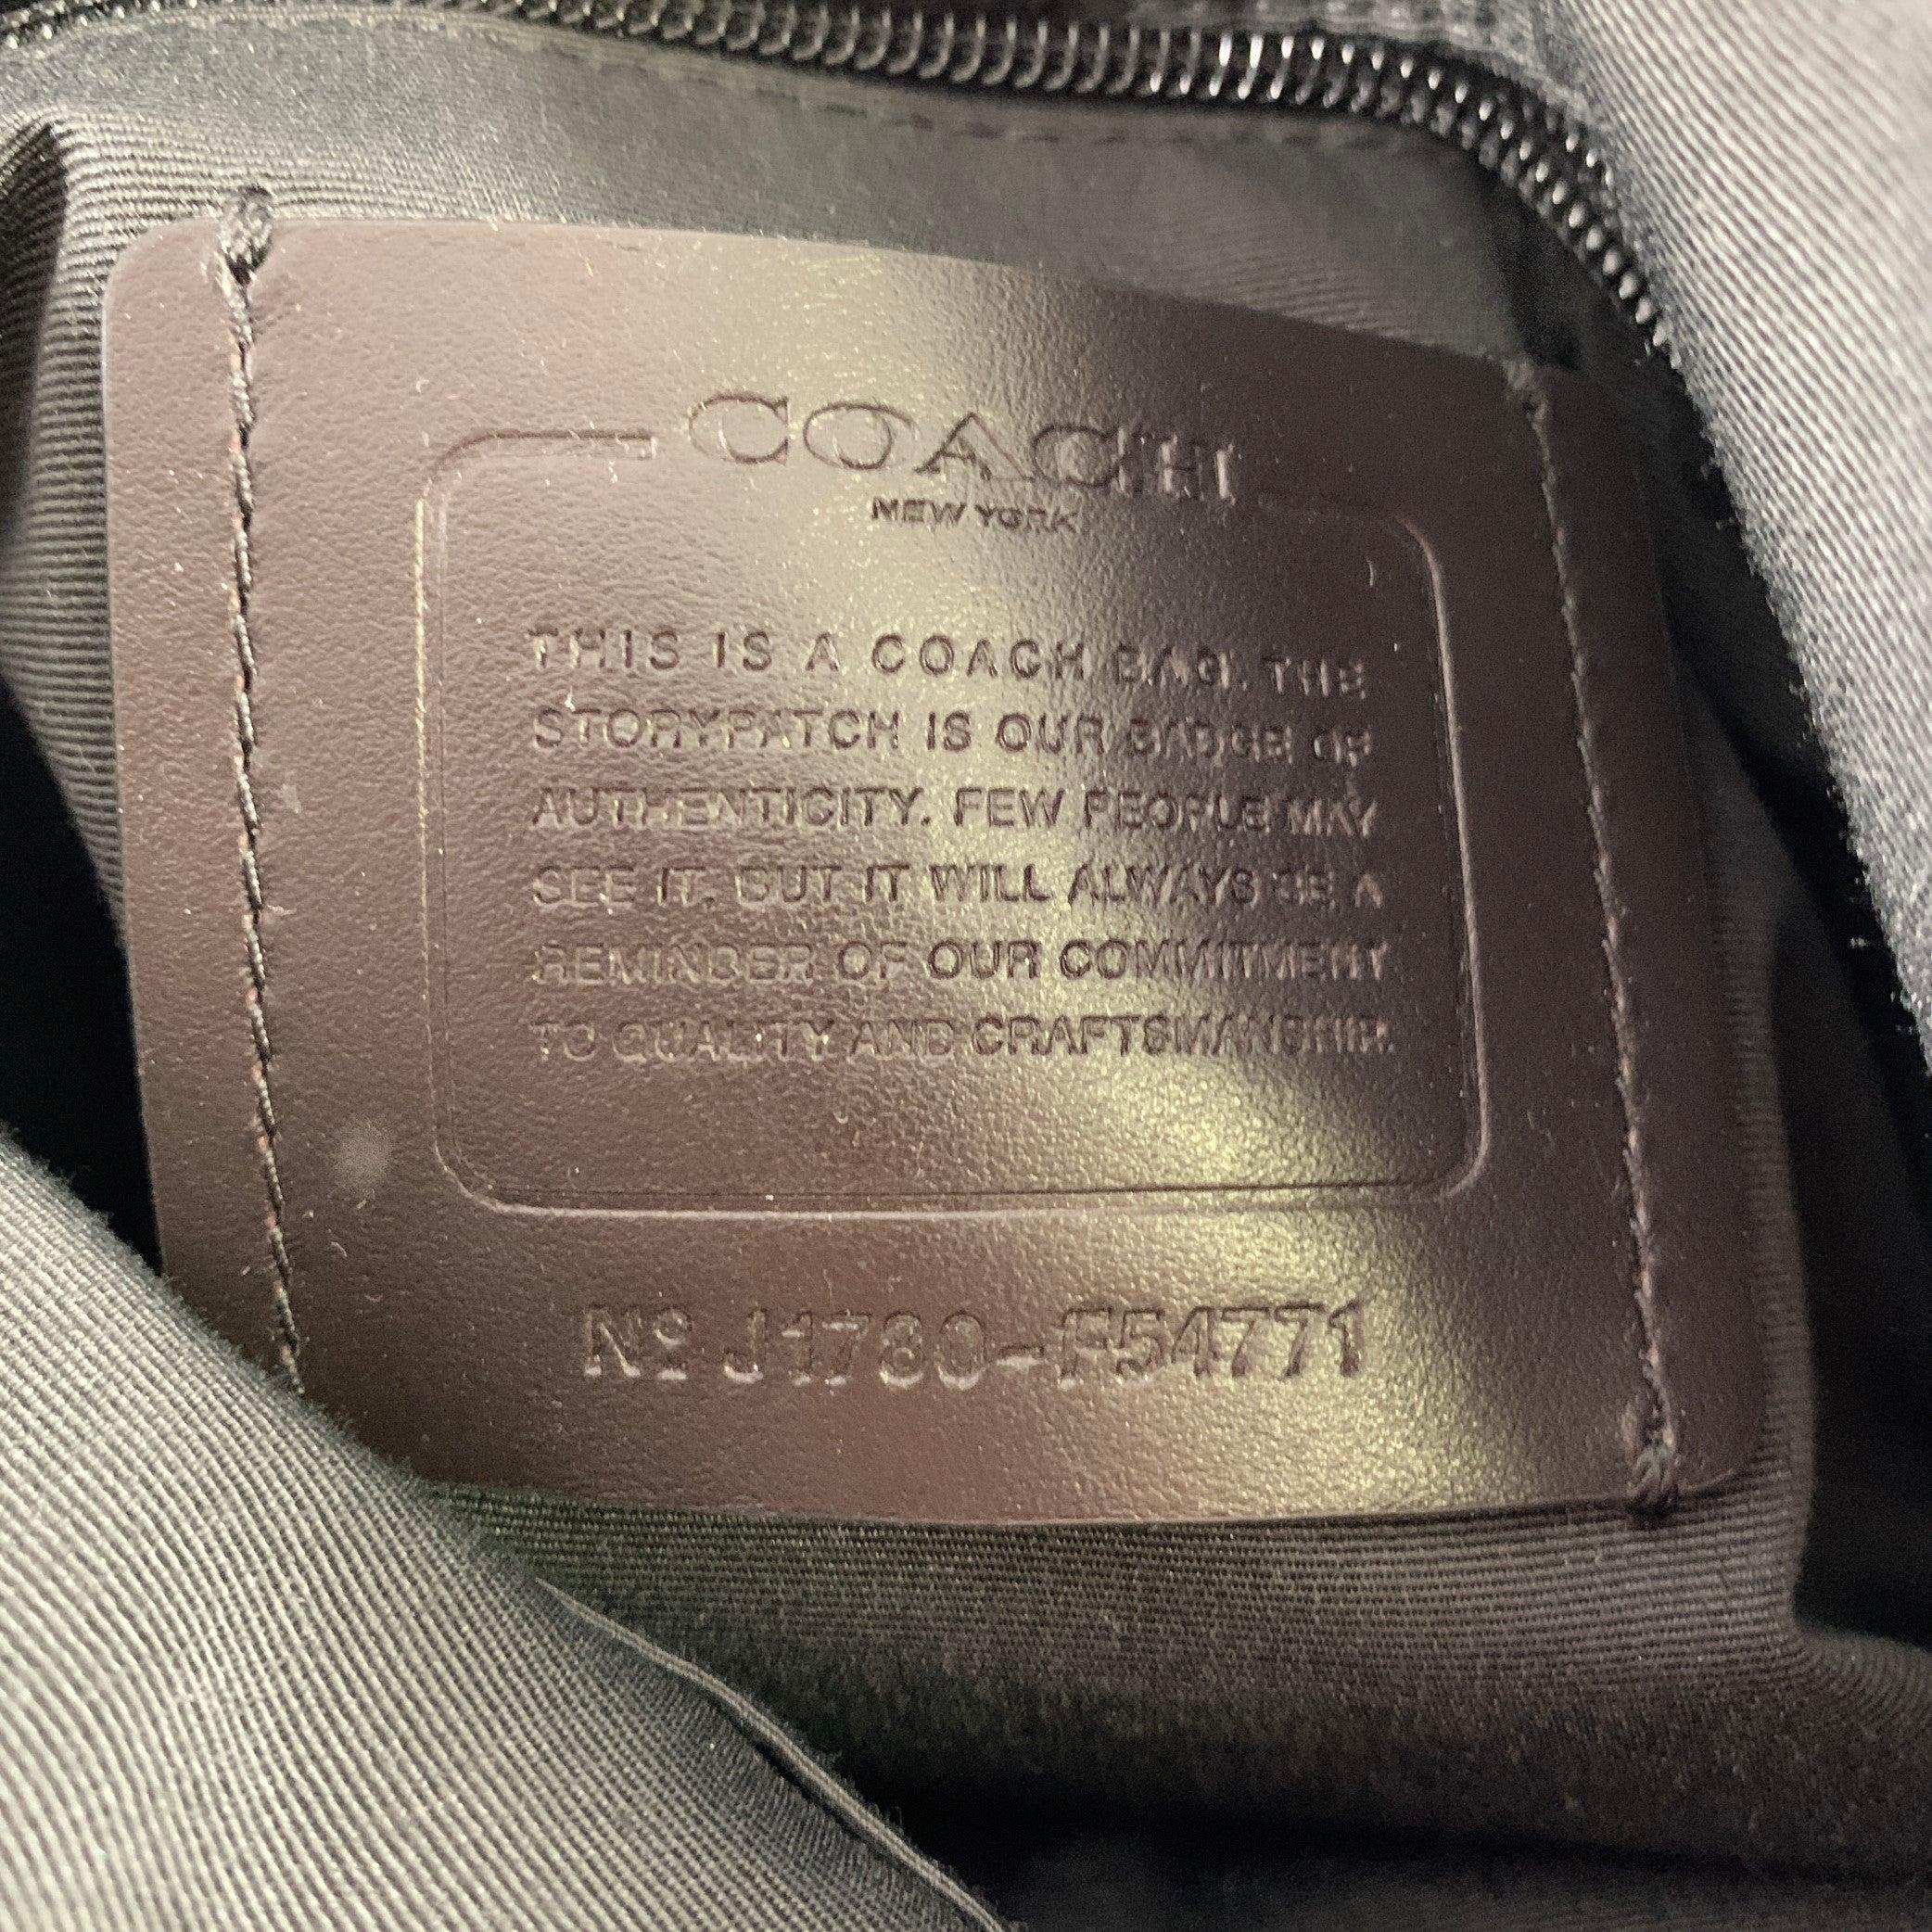 COACH
NEW YORK
THIS IS A COACH BAG. THE
STORYPATCH IS OUR BADGE OF
AUTHENTICITY. FEW PEOPLE MAY
SEE IT. BUT IT WILL ALWAYS BE A
REMINDER OF OUR COMMITMENT
TO QUALITY AND CRAFTSMANSHIP.
Nº J1780-F54771